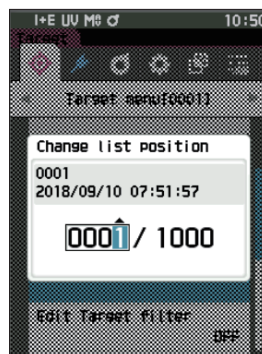 I+E UV M⁰ ♂ 10:50
Target
Target menu[0001]
Change list position
0001
2018/09/10 07:51:57
0001 / 1000
Edit Target filter
OFF